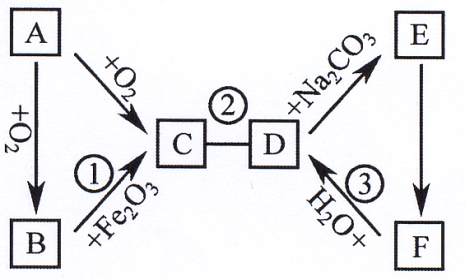 A
E
+O₂
+O₂
②
+Na₂CO₃
C
D
①
③
+Fe₂O₃
H₂O+
B
F